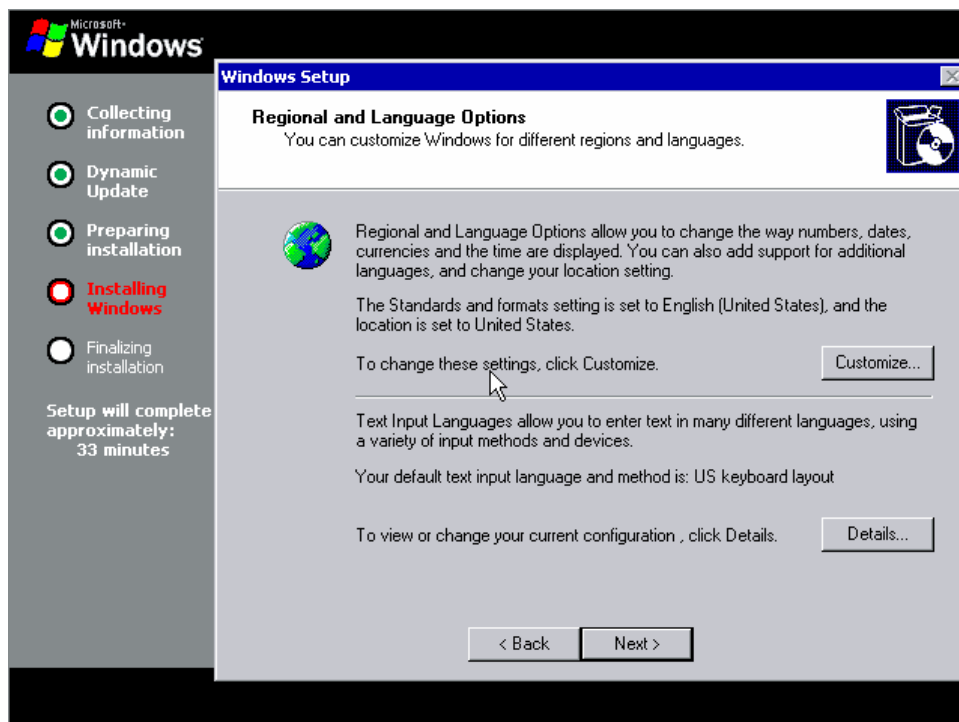 Microsoft
Windows
Windows Setup
Collecting
information
Dynamic
Update
Preparing
installation
Installing
Windows
Finalizing
installation
Setup will complete
approximately:
33 minutes
Regional and Language Options
You can customize Windows for different regions and languages.
Regional and Language Options allow you to change the way numbers, dates,
currencies and the time are displayed. You can also add support for additional
languages, and change your location setting.
The Standards and formats setting is set to English (United States), and the
location is set to United States.
To change these settings, click Customize.
Customize...
Text Input Languages allow you to enter text in many different languages, using
a variety of input methods and devices.
Your default text input language and method is: US keyboard layout
To view or change your current configuration , click Details.
Details...
< Back
Next >